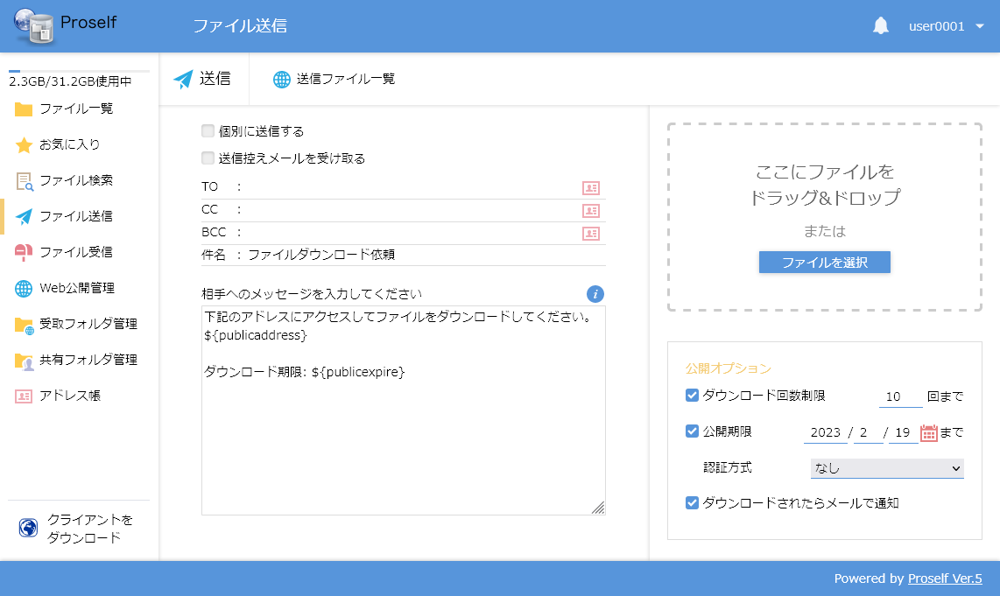 Proself
ファイル送信
user0001
2.3GB/31.2GB使用中
ファイル一覧
お気に入り
ファイル検索
ファイル送信
ファイル受信
Web公開管理
受取フォルダ管理
共有フォルダ管理
アドレス帳
クライアントを
ダウンロード
送信
送信ファイル一覧
個別に送信する
送信控えメールを受け取る
TO :
CC :
BCC :
件名 : ファイルダウンロード依頼
相手へのメッセージを入力してください
下記のアドレスにアクセスしてファイルをダウンロードしてください。
${publicaddress}
ダウンロード期限: ${publicexpire}
ここにファイルを
ドラッグ&ドロップ
または
ファイルを選択
公開オプション
ダウンロード回数制限 10 回まで
公開期限 2023 / 2 / 19 まで
認証方式 なし
ダウンロードされたらメールで通知
Powered by Proself Ver.5